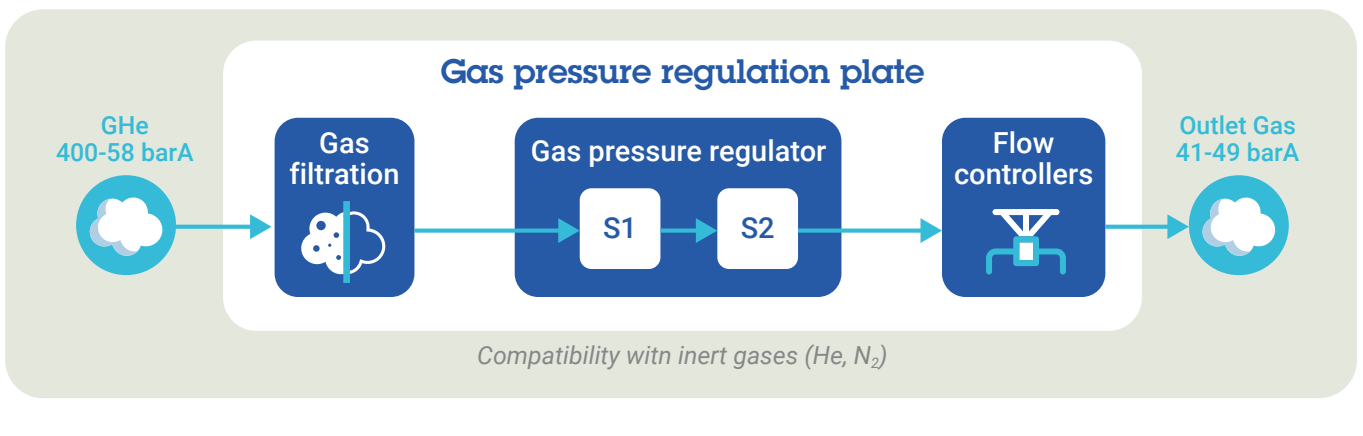 Gas pressure regulation plate
GHe
400-58 barA
Gas
filtration
Gas pressure regulator
S1
S2
Flow
controllers
Outlet Gas
41-49 barA
Compatibility witn inert gases (He, N₂)